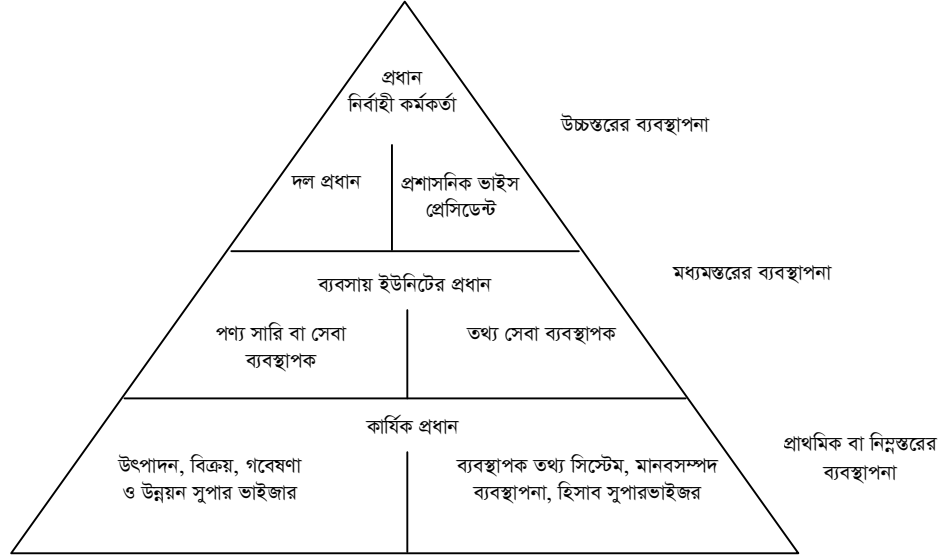 প্রধান
নির্বাহী কর্মকর্তা
উচ্চস্তরের ব্যবস্থাপনা
দল প্রধান
প্রশাসনিক ভাইস
প্রেসিডেন্ট
মধ্যমস্তরের ব্যবস্থাপনা
ব্যবসায় ইউনিটের প্রধান
পণ্য সারি বা সেবা
ব্যবস্থাপক
তথ্য সেবা ব্যবস্থাপক
কার্যিক প্রধান
প্রাথমিক বা নিম্নস্তরের
ব্যবস্থাপনা
উৎপাদন, বিক্রয়, গবেষণা
ও উন্নয়ন সুপার ভাইজার
ব্যবস্থাপক তথ্য সিস্টেম, মানবসম্পদ
ব্যবস্থাপনা, হিসাব সুপারভাইজর